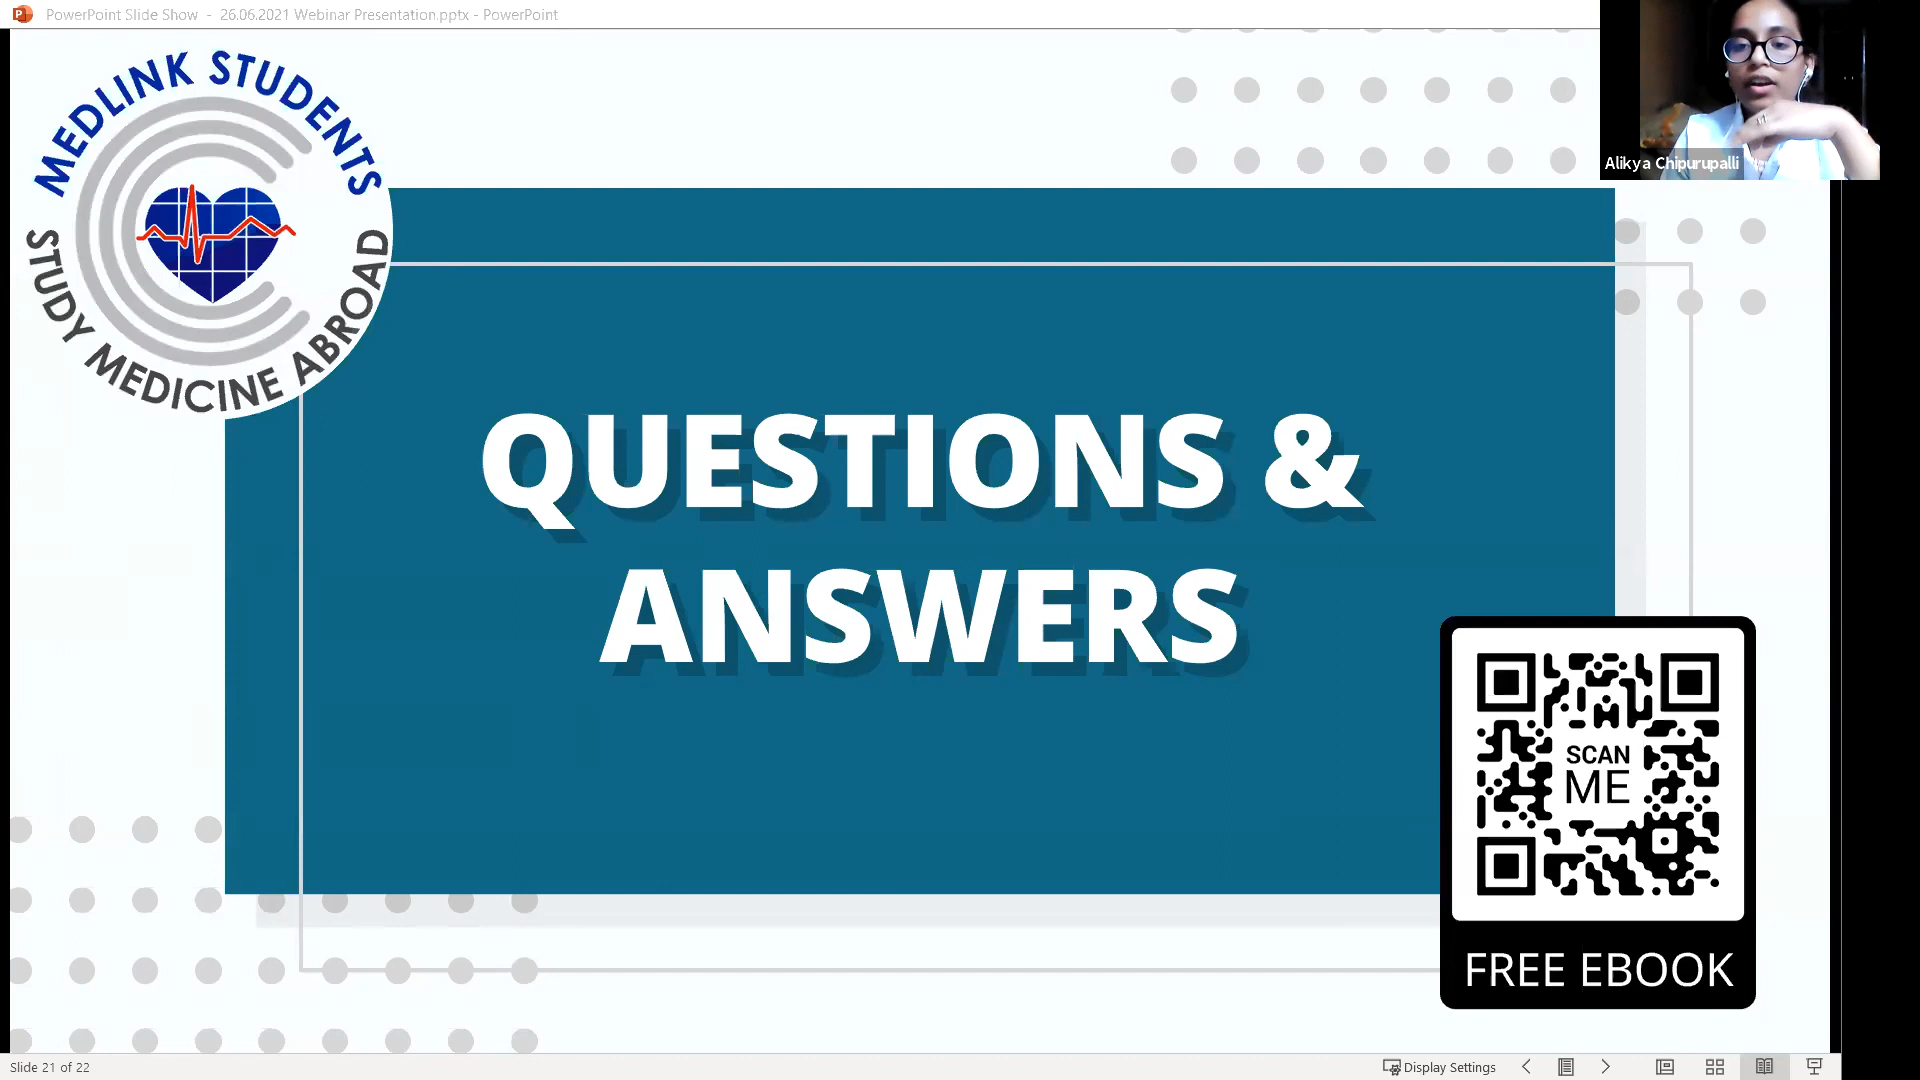 PowerPoint Slide Show - 26.06.2021 Webinar Presentation.pptx - PowerPoint
MEDLINK STUDENTS
STUDY MEDICINE ABROAD
Alikya Chipurupalli
QUESTIONS &
ANSWERS
SCAN
ME
FREE EBOOK
Slide 21 of 22
Display Settings